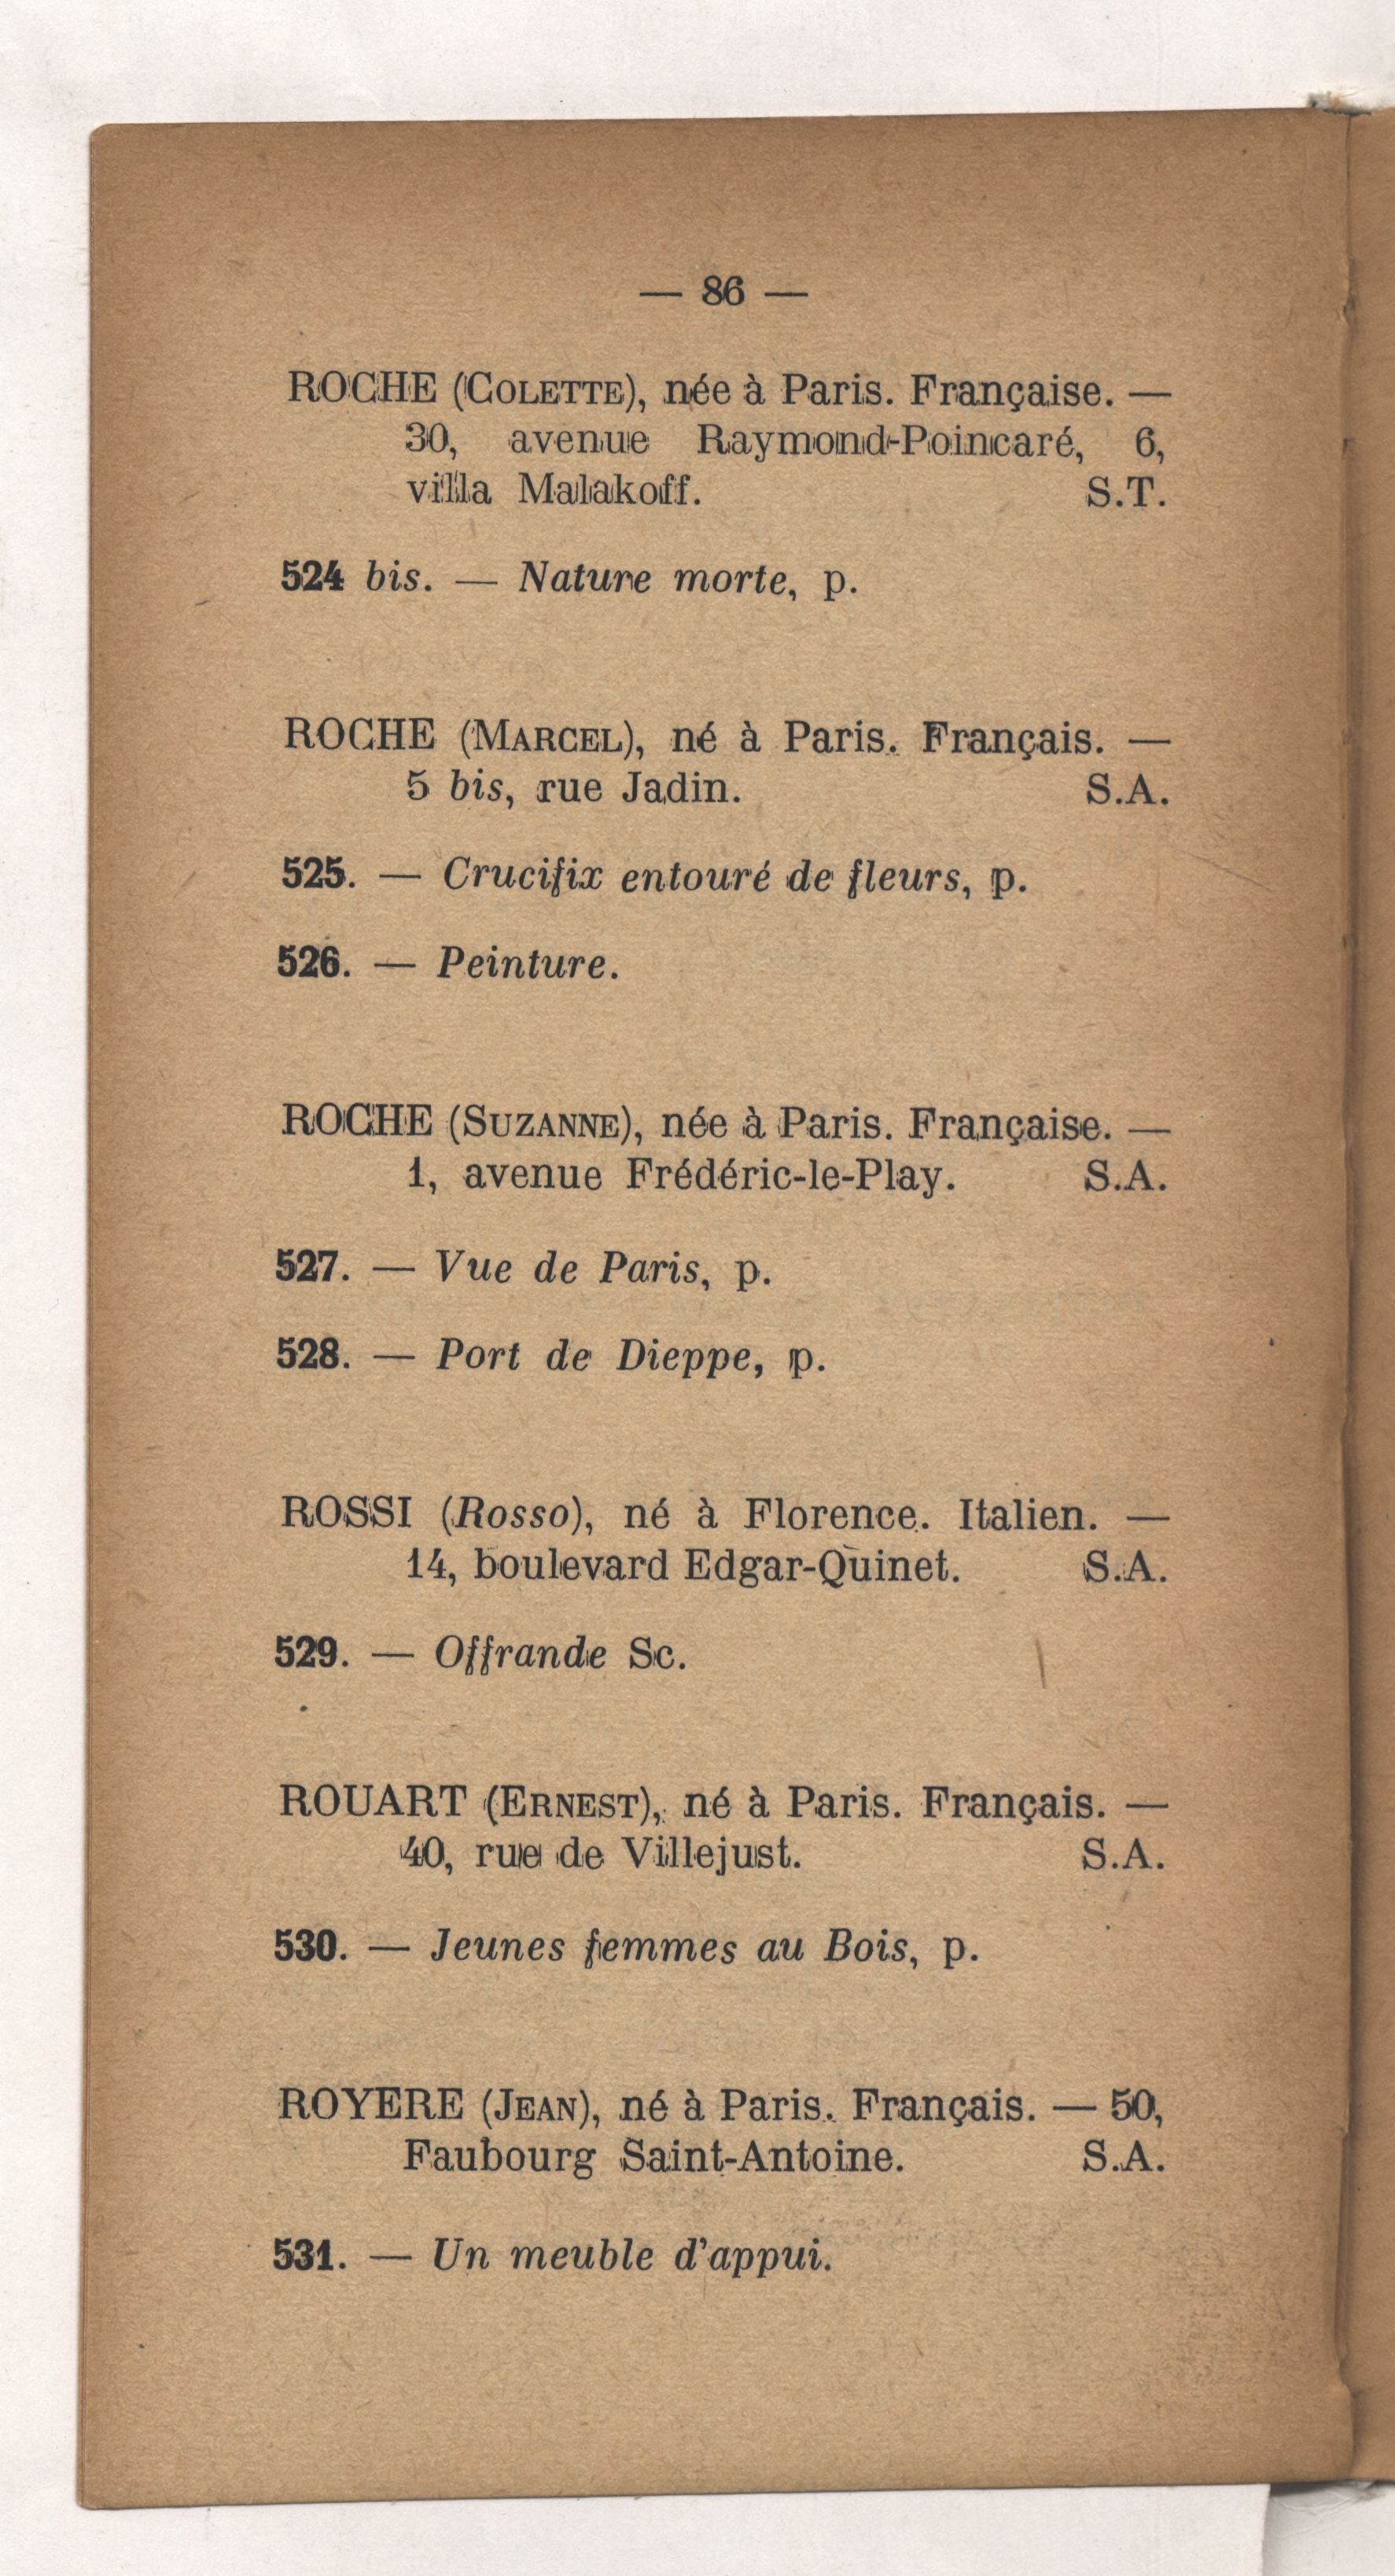 — 86 —
ROCHE (COLETTE), née à Paris. Française. —
30, avenue Raymond-Poincaré, 6,
villa Malakoff. S.T.
524 bis. — Nature morte, p.
ROCHE (MARCEL), né à Paris. Français. —
5 bis, rue Jadin. S.A.
525. — Crucifix entouré de fleurs, p.
526. — Peinture.
ROCHE (SUZANNE), née à Paris. Française. —
1, avenue Frédéric-le-Play. S.A.
527. — Vue de Paris, p.
528. — Port de Dieppe, p.
ROSSI (Rosso), né à Florence. Italien. —
14, boulevard Edgar-Quinet. S.A.
529. — Offrande Sc.
ROUART (ERNEST), né à Paris. Français. —
40, rue de Villejust. S.A.
530. — Jeunes femmes au Bois, p.
ROYERE (JEAN), né à Paris. Français. — 50,
Faubourg Saint-Antoine. S.A.
531. — Un meuble d'appui.